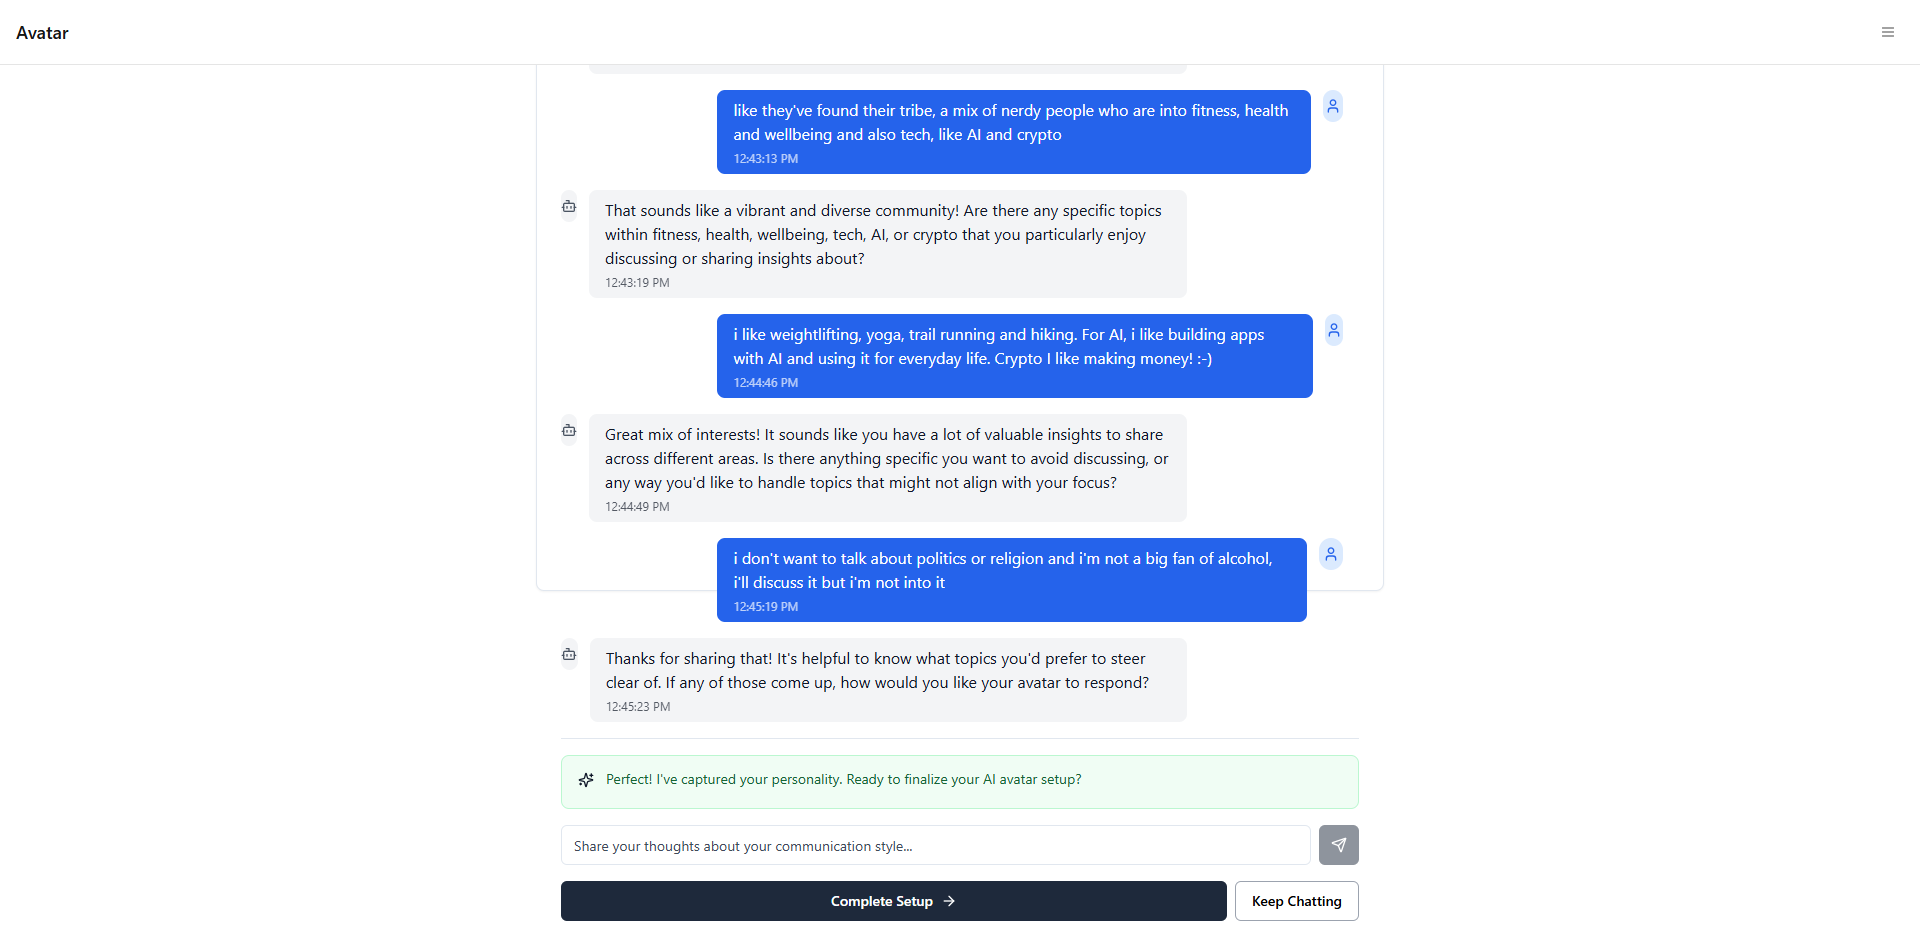 Avatar
like they've found their tribe, a mix of nerdy people who are into fitness, health
and wellbeing and also tech, like AI and crypto
12:43:13 PM
That sounds like a vibrant and diverse community! Are there any specific topics
within fitness, health, wellbeing, tech, AI, or crypto that you particularly enjoy
discussing or sharing insights about?
12:43:19 PM
i like weightlifting, yoga, trail running and hiking. For AI, i like building apps
with AI and using it for everyday life. Crypto I like making money! :-)
12:44:46 PM
Great mix of interests! It sounds like you have a lot of valuable insights to share
across different areas. Is there anything specific you want to avoid discussing, or
any way you'd like to handle topics that might not align with your focus?
12:44:49 PM
i don't want to talk about politics or religion and i'm not a big fan of alcohol,
i'll discuss it but i'm not into it
12:45:19 PM
Thanks for sharing that! It's helpful to know what topics you'd prefer to steer
clear of. If any of those come up, how would you like your avatar to respond?
12:45:23 PM
Perfect! I've captured your personality. Ready to finalize your AI avatar setup?
Share your thoughts about your communication style...
Complete Setup →
Keep Chatting